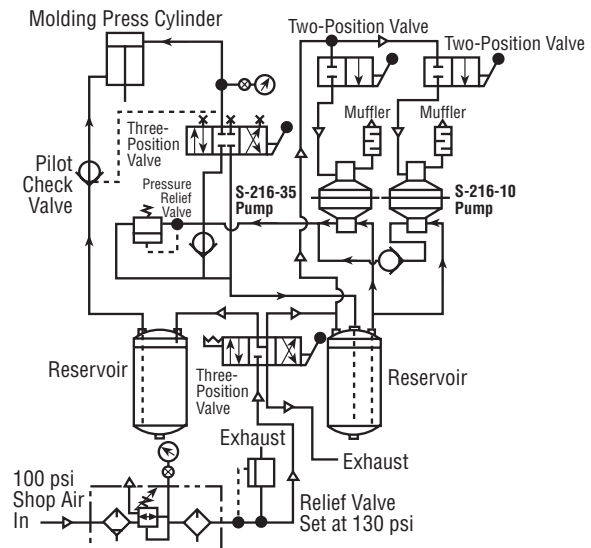 Molding Press Cylinder
Two-Position Valve
Two-Position Valve
Muffler
Muffler
Three-
Position
Valve
Pilot
Check
Valve
Pressure
Relief
Valve
S-216-35
Pump
S-216-10
Pump
Reservoir
Three-
Position
Valve
Reservoir
Exhaust
Exhaust
100 psi
Shop Air
In
Relief Valve
Set at 130 psi